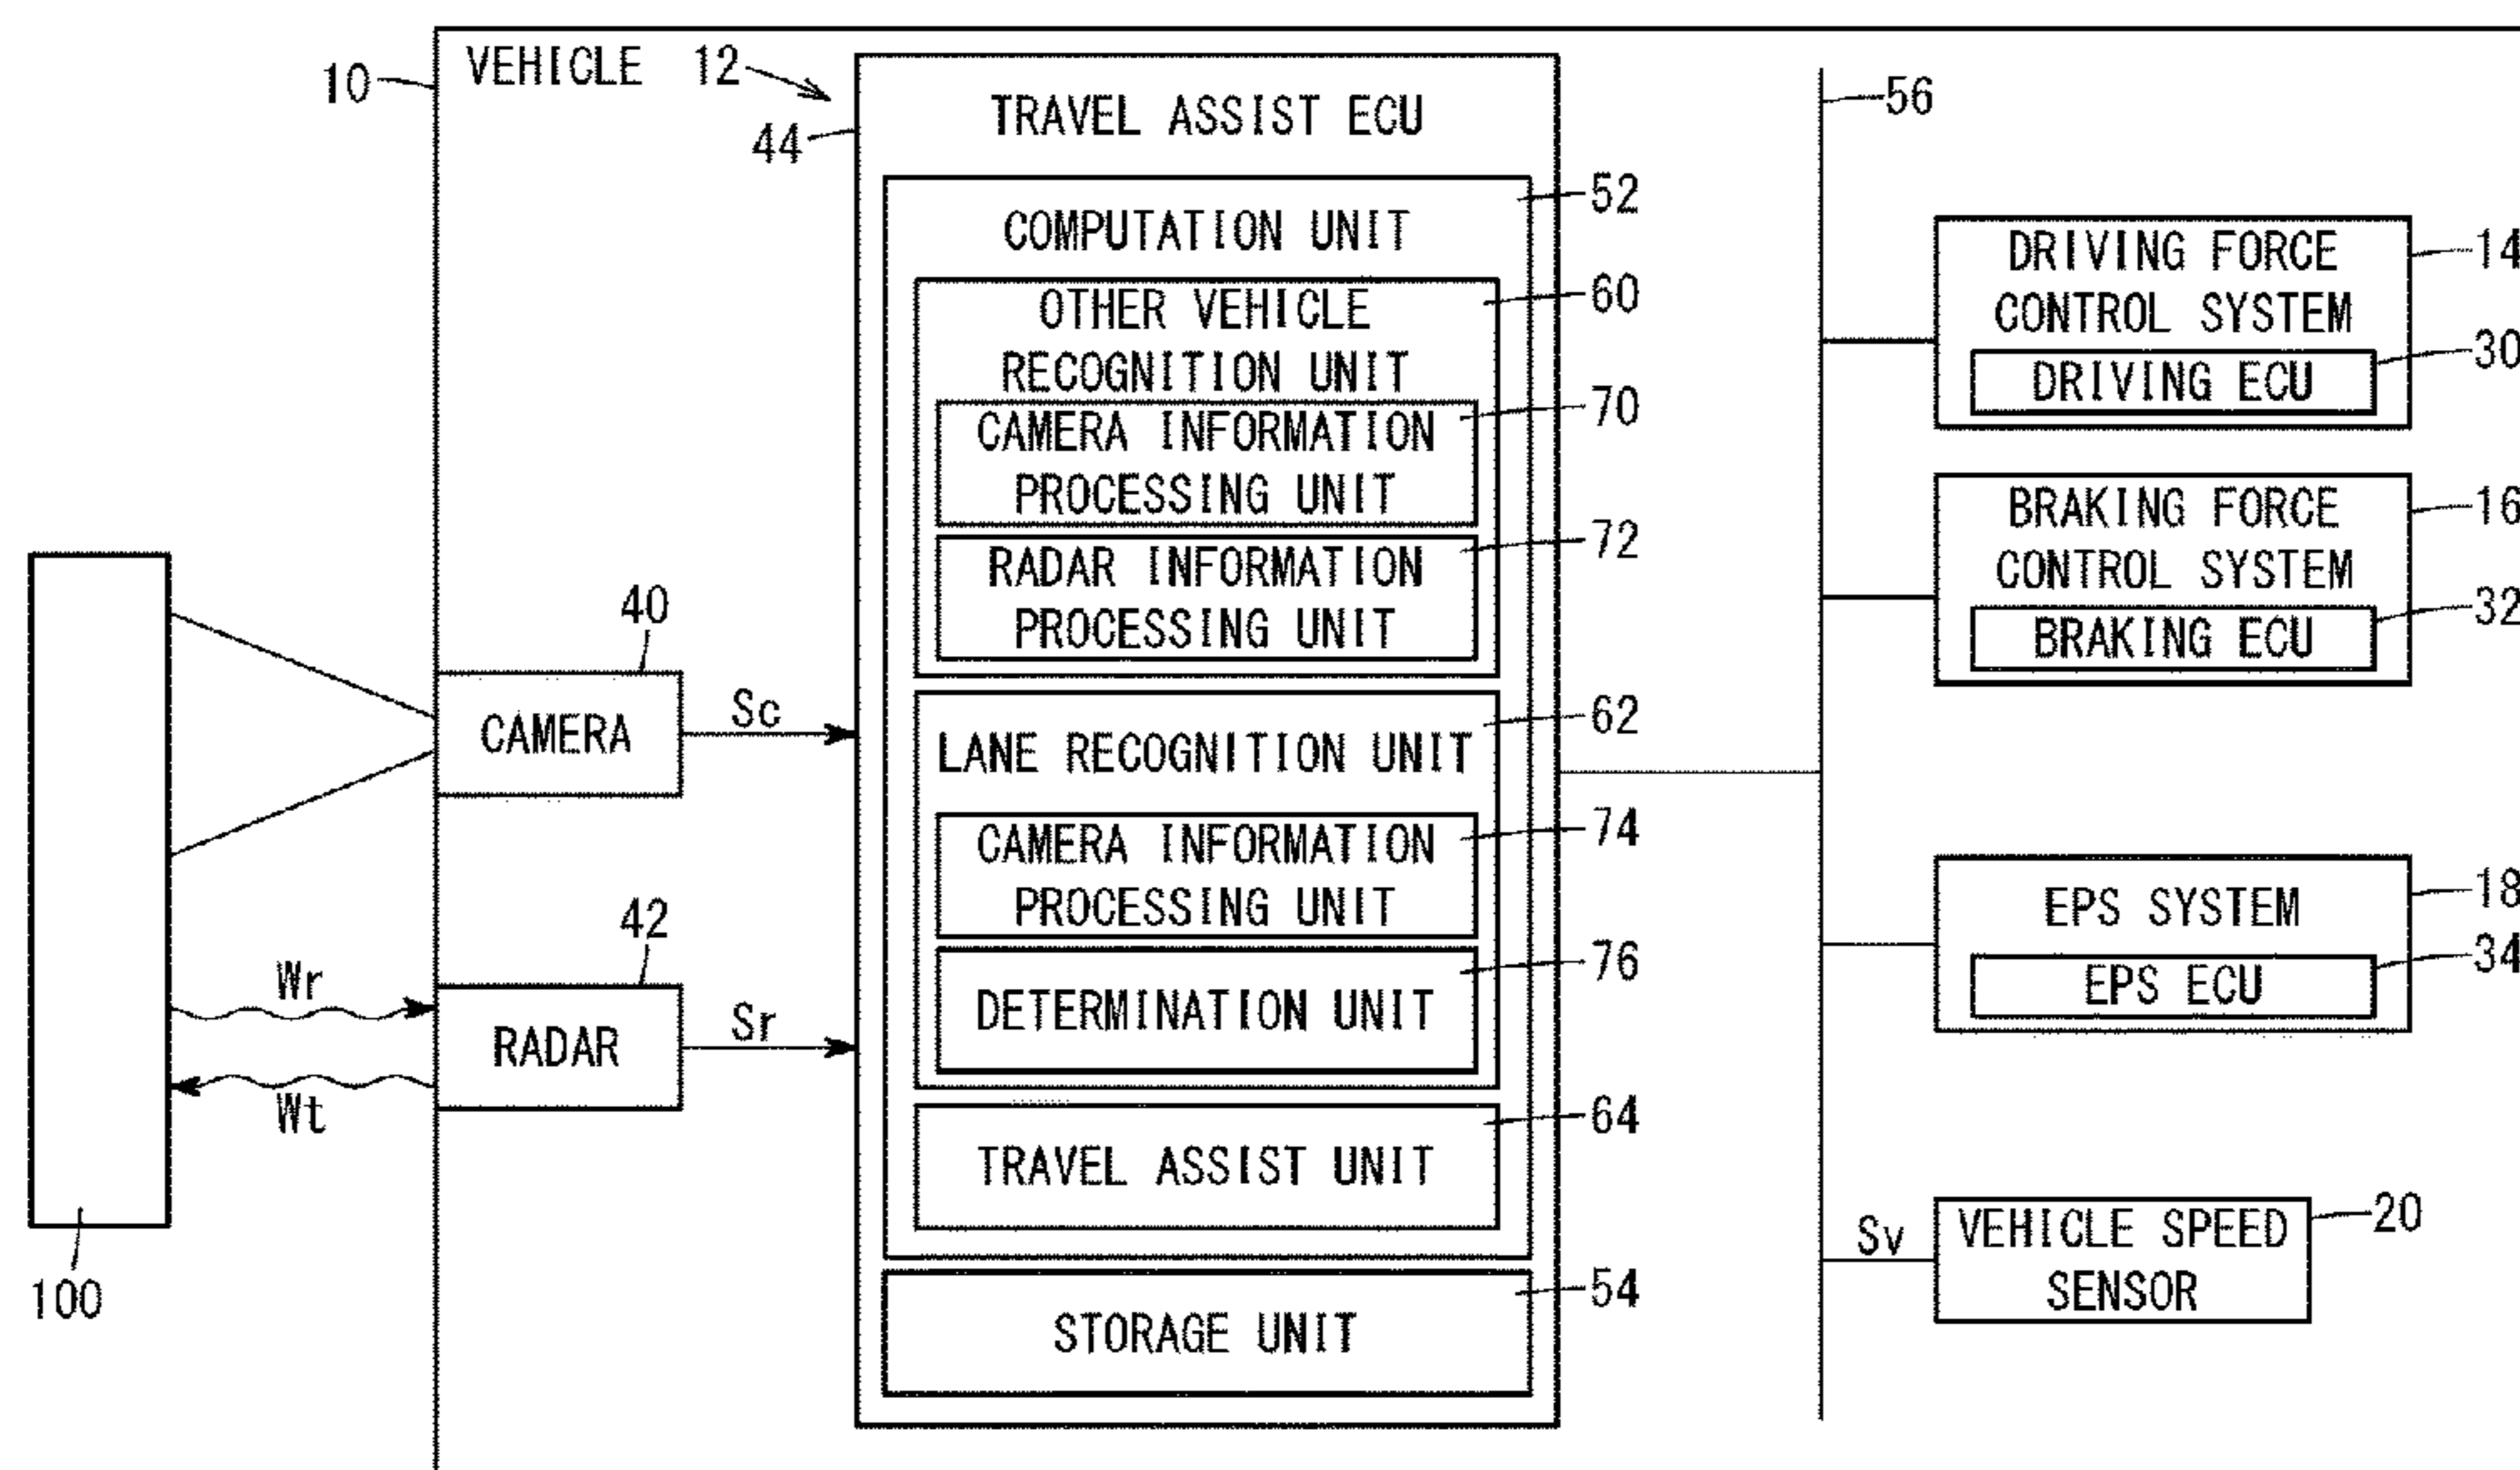 10
VEHICLE
12
44
TRAVEL ASSIST ECU
52
COMPUTATION UNIT
60
OTHER VEHICLE
RECOGNITION UNIT
70
CAMERA INFORMATION
PROCESSING UNIT
72
RADAR INFORMATION
PROCESSING UNIT
62
LANE RECOGNITION UNIT
74
CAMERA INFORMATION
PROCESSING UNIT
76
DETERMINATION UNIT
64
TRAVEL ASSIST UNIT
54
STORAGE UNIT
40
CAMERA
Sc
42
RADAR
Sr
Wr
Wt
100
56
DRIVING FORCE
CONTROL SYSTEM
14
DRIVING ECU
30
BRAKING FORCE
CONTROL SYSTEM
16
BRAKING ECU
32
EPS SYSTEM
18
EPS ECU
34
Sv
VEHICLE SPEED
SENSOR
20